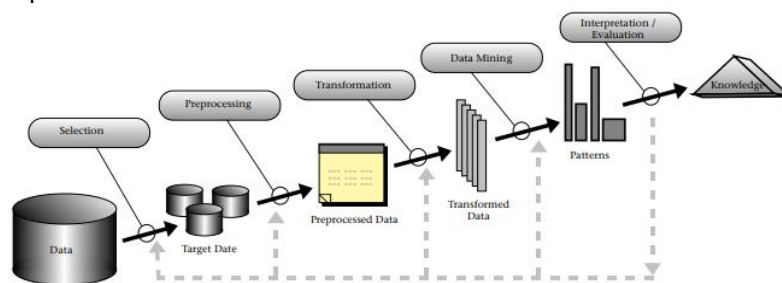 Interpretation /
Evaluation
Data Mining
Transformation
Preprocessing
Selection
Knowledge
Patterns
Transformed
Data
Preprocessed Data
Target Date
Data